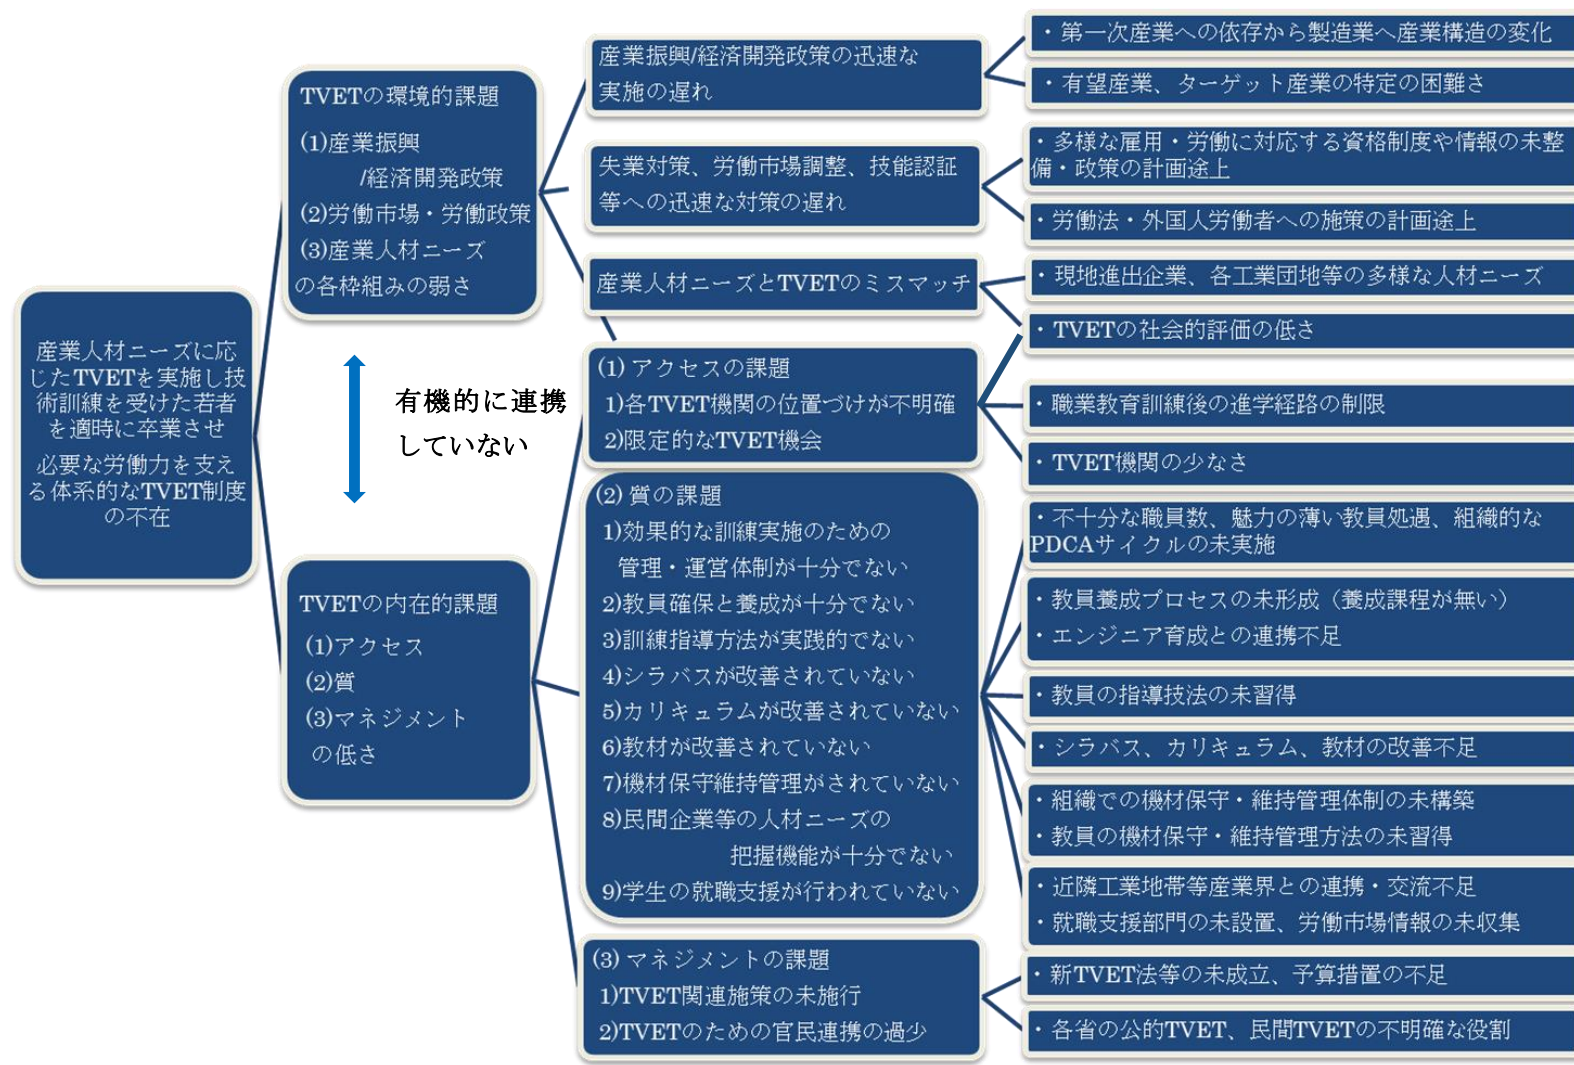 産業人材ニーズに応
じたTVETを実施し技
術訓練を受けた若者
を適時に卒業させ
必要な労働力を支え
る体系的なTVET制度
の不在
TVETの環境的課題
(1)産業振興
/経済開発政策
(2)労働市場・労働政策
(3)産業人材ニーズ
の各枠組みの弱さ
有機的に連携
していない
TVETの内在的課題
(1)アクセス
(2)質
(3)マネジメント
の低さ
産業振興/経済開発政策の迅速な
実施の遅れ
失業対策、労働市場調整、技能認証
等への迅速な対策の遅れ
産業人材ニーズとTVETのミスマッチ
(1) アクセスの課題
1)各TVET機関の位置づけが不明確
2)限定的なTVET機会
(2) 質の課題
1)効果的な訓練実施のための
管理・運営体制が十分でない
2)教員確保と養成が十分でない
3)訓練指導方法が実践的でない
4)シラバスが改善されていない
5)カリキュラムが改善されていない
6)教材が改善されていない
7)機材保守維持管理がされていない
8)民間企業等の人材ニーズの
把握機能が十分でない
9)学生の就職支援が行われていない
(3) マネジメントの課題
1)TVET関連施策の未施行
2)TVETのための官民連携の過少
・第一次産業への依存から製造業へ産業構造の変化
・有望産業、ターゲット産業の特定の困難さ
・多様な雇用・労働に対応する資格制度や情報の未整
備・政策の計画途上
・労働法・外国人労働者への施策の計画途上
・現地進出企業、各工業団地等の多様な人材ニーズ
・TVETの社会的評価の低さ
・職業教育訓練後の進学経路の制限
・TVET機関の少なさ
・不十分な職員数、魅力の薄い教員処遇、組織的な
PDCAサイクルの未実施
・教員養成プロセスの未形成（養成課程が無い）
・エンジニア育成との連携不足
・教員の指導技法の未習得
・シラバス、カリキュラム、教材の改善不足
・組織での機材保守・維持管理体制の未構築
・教員の機材保守・維持管理方法の未習得
・近隣工業地帯等産業界との連携・交流不足
・就職支援部門の未設置、労働市場情報の未収集
・新TVET法等の未成立、予算措置の不足
・各省の公的TVET、民間TVETの不明確な役割